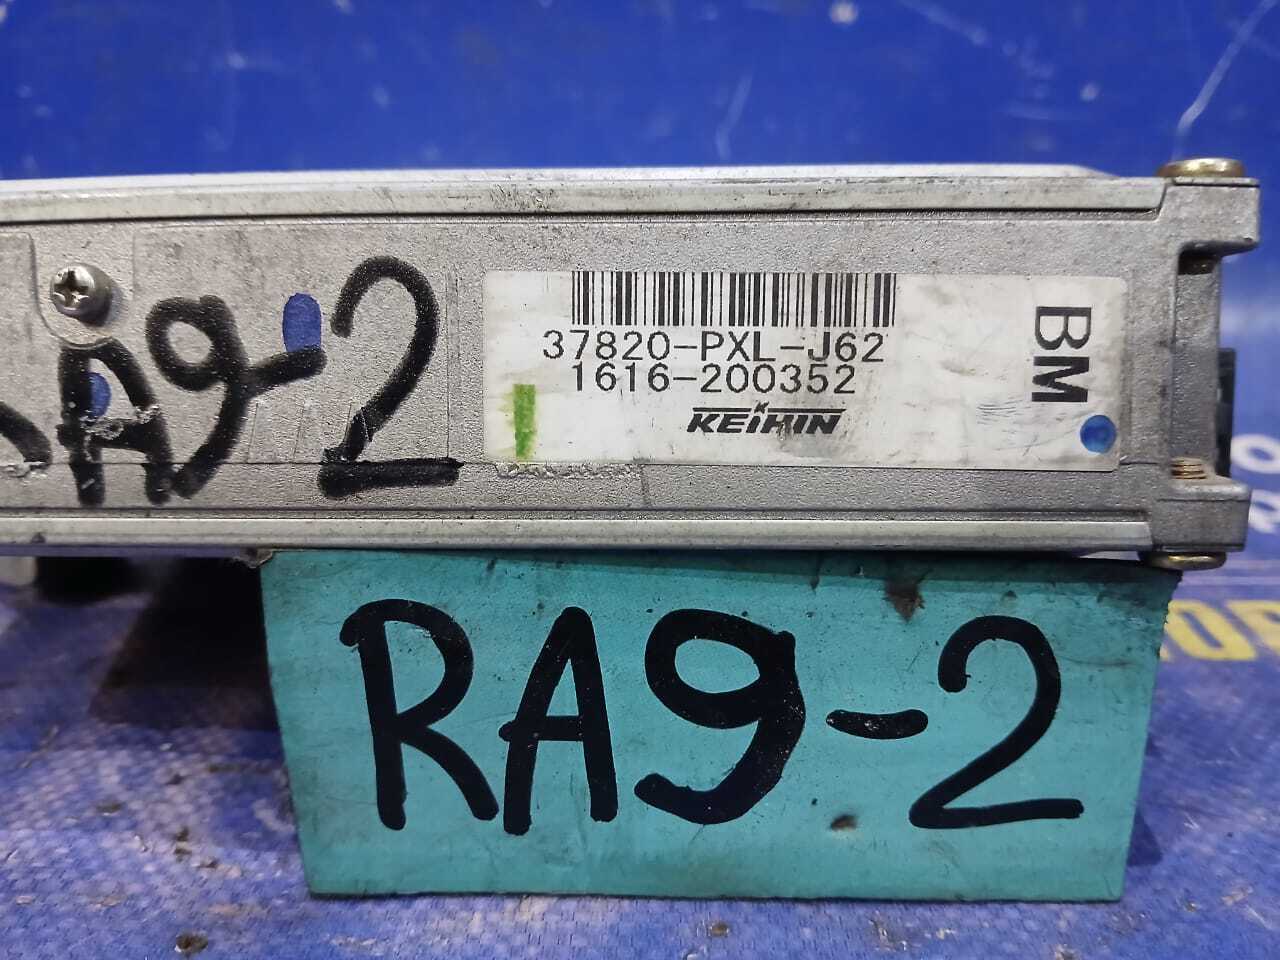 RA9-2
37820-PXL-J62
1616-200352
KEIHIN
BM
RA9-2